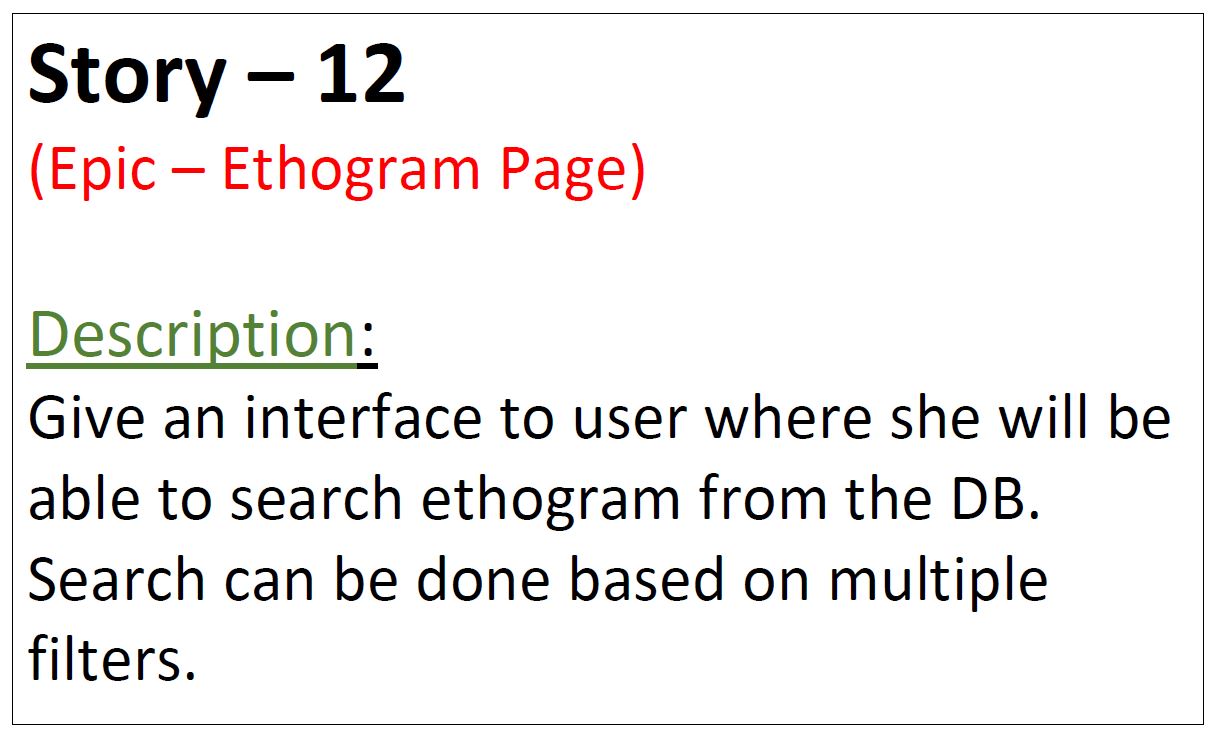 Story – 12
(Epic – Ethogram Page)
Description:
Give an interface to user where she will be
able to search ethogram from the DB.
Search can be done based on multiple
filters.